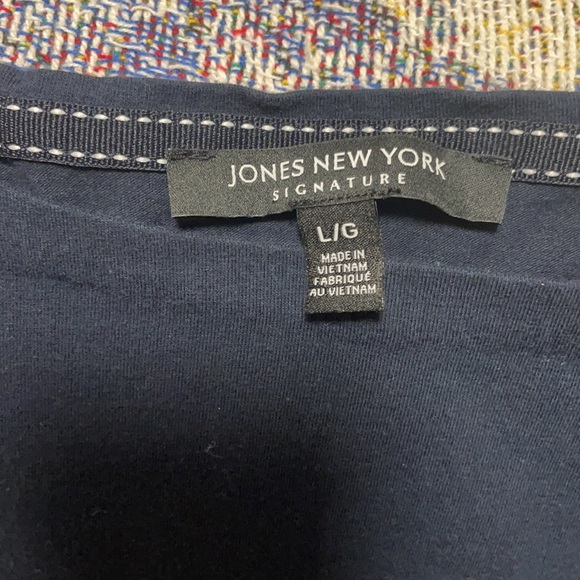 JONES NEW YORK
SIGNATURE
L/G
MADE IN
VIETNAM
FABRIQUÉ
AU VIETNAM